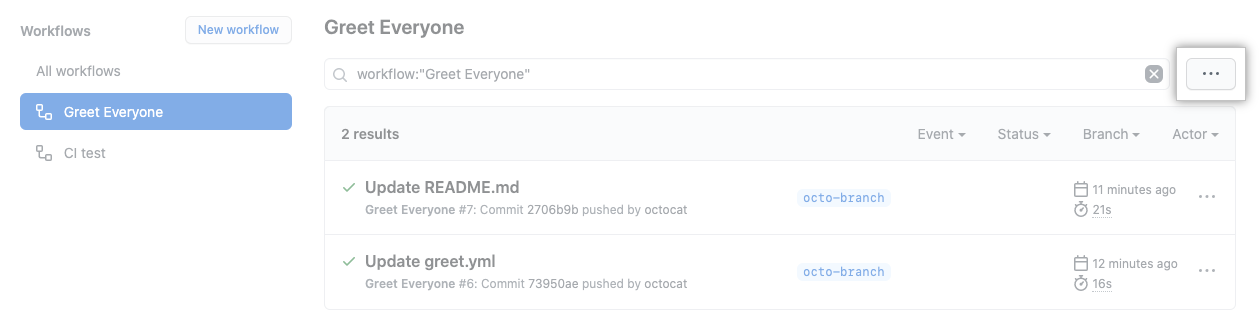 Workflows
New workflow
All workflows
Greet Everyone
CI test
Greet Everyone
workflow:"Greet Everyone"
2 results
Event
Status
Branch
Actor
Update README.md
Greet Everyone #7: Commit 2706b9b pushed by octocat
octo-branch
11 minutes ago
21s
Update greet.yml
Greet Everyone #6: Commit 73950ae pushed by octocat
octo-branch
12 minutes ago
16s